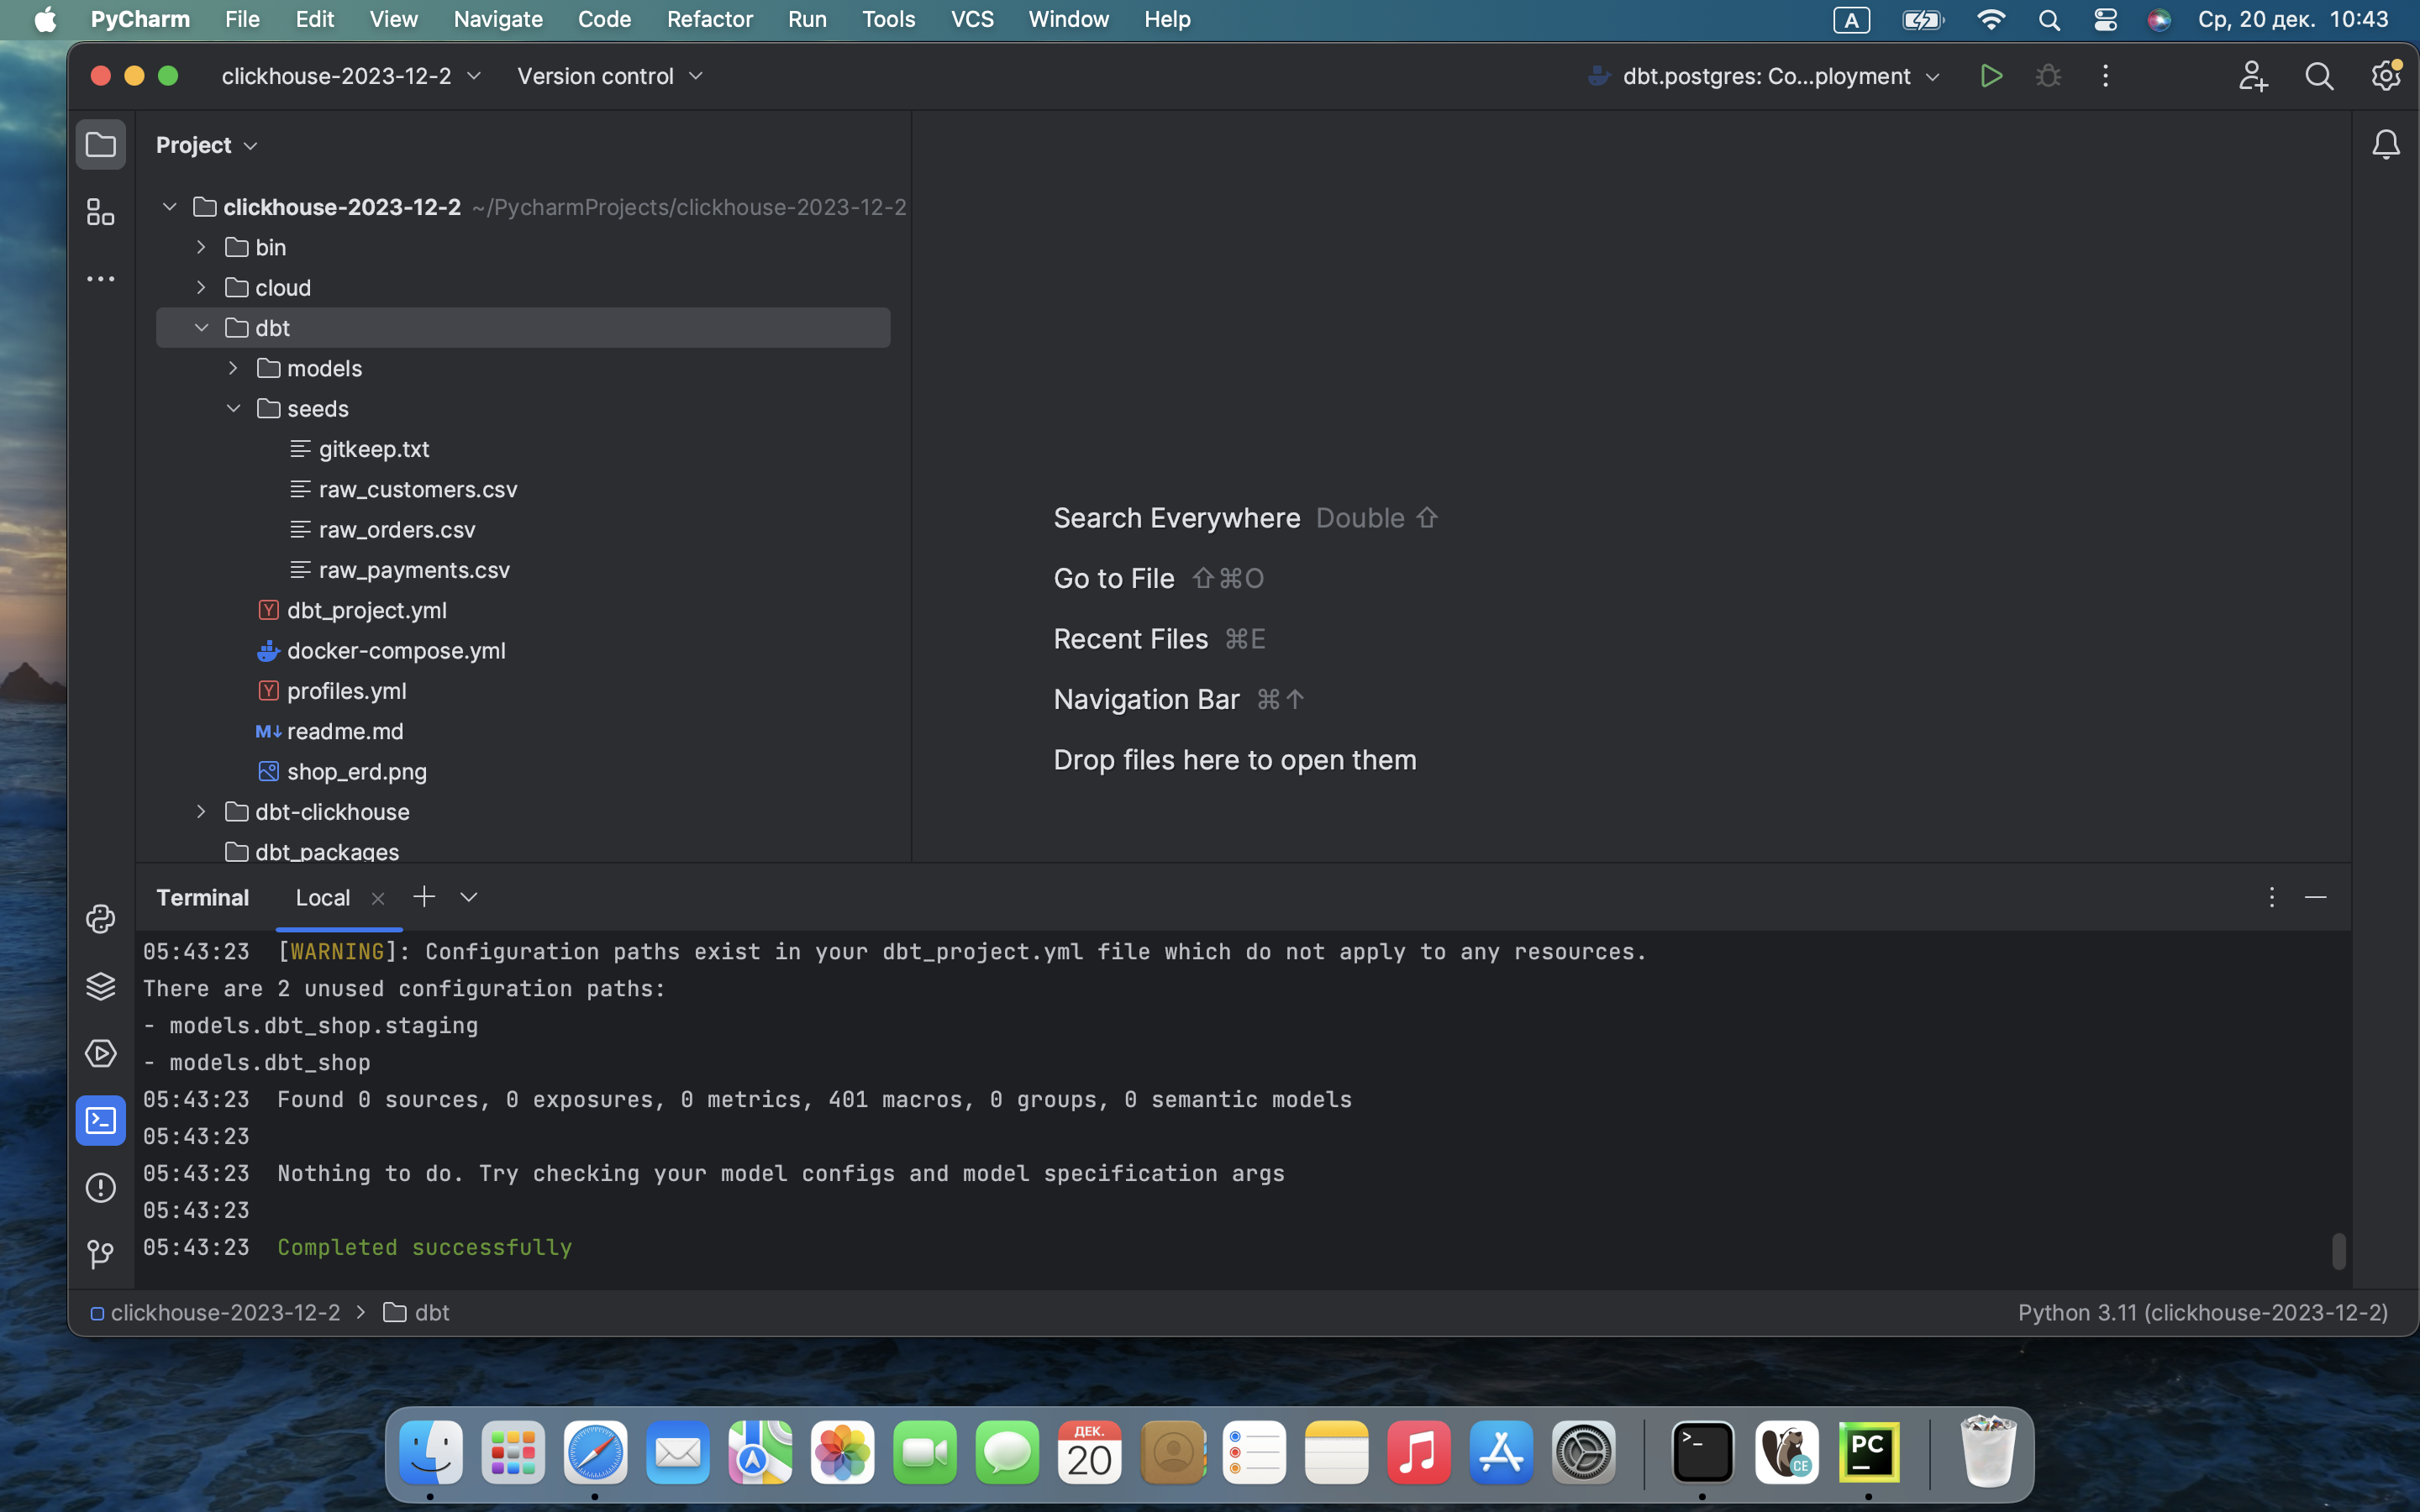 PyCharm File Edit View Navigate Code Refactor Run Tools VCS Window Help A Ср, 20 дек. 10:43
clickhouse-2023-12-2 Version control dbt.postgres: Co...ployment
Project
clickhouse-2023-12-2 ~/PycharmProjects/clickhouse-2023-12-2
bin
cloud
dbt
models
seeds
gitkeep.txt
raw_customers.csv
raw_orders.csv
raw_payments.csv
dbt_project.yml
docker-compose.yml
profiles.yml
readme.md
shop_erd.png
dbt-clickhouse
dbt_packages
Search Everywhere Double ⇧
Go to File ⇧⌘O
Recent Files ⌘E
Navigation Bar ⌘↑
Drop files here to open them
Terminal Local
05:43:23 [WARNING]: Configuration paths exist in your dbt_project.yml file which do not apply to any resources.
There are 2 unused configuration paths:
- models.dbt_shop.staging
- models.dbt_shop
05:43:23 Found 0 sources, 0 exposures, 0 metrics, 401 macros, 0 groups, 0 semantic models
05:43:23
05:43:23 Nothing to do. Try checking your model configs and model specification args
05:43:23
05:43:23 Completed successfully
clickhouse-2023-12-2 > dbt Python 3.11 (clickhouse-2023-12-2)
ДЕК.
20
CE
PC